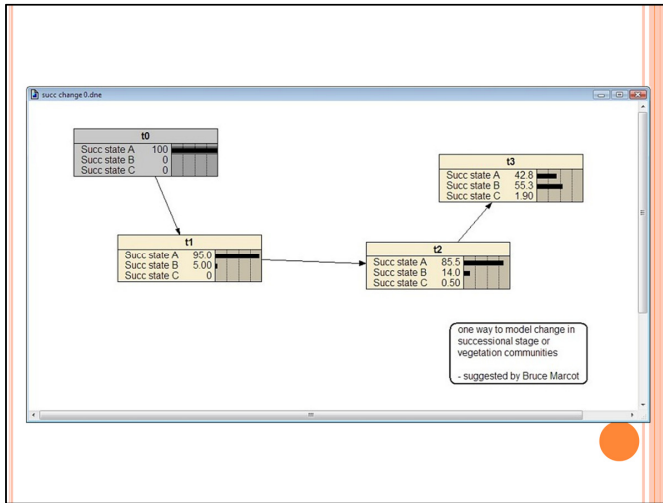 succ change 0.dne
t0
Succ state A 100
Succ state B 0
Succ state C 0
t3
Succ state A 42.8
Succ state B 55.3
Succ state C 1.90
t1
Succ state A 95.0
Succ state B 5.00
Succ state C 0
t2
Succ state A 85.5
Succ state B 14.0
Succ state C 0.50
one way to model change in
successional stage or
vegetation communities
- suggested by Bruce Marcot